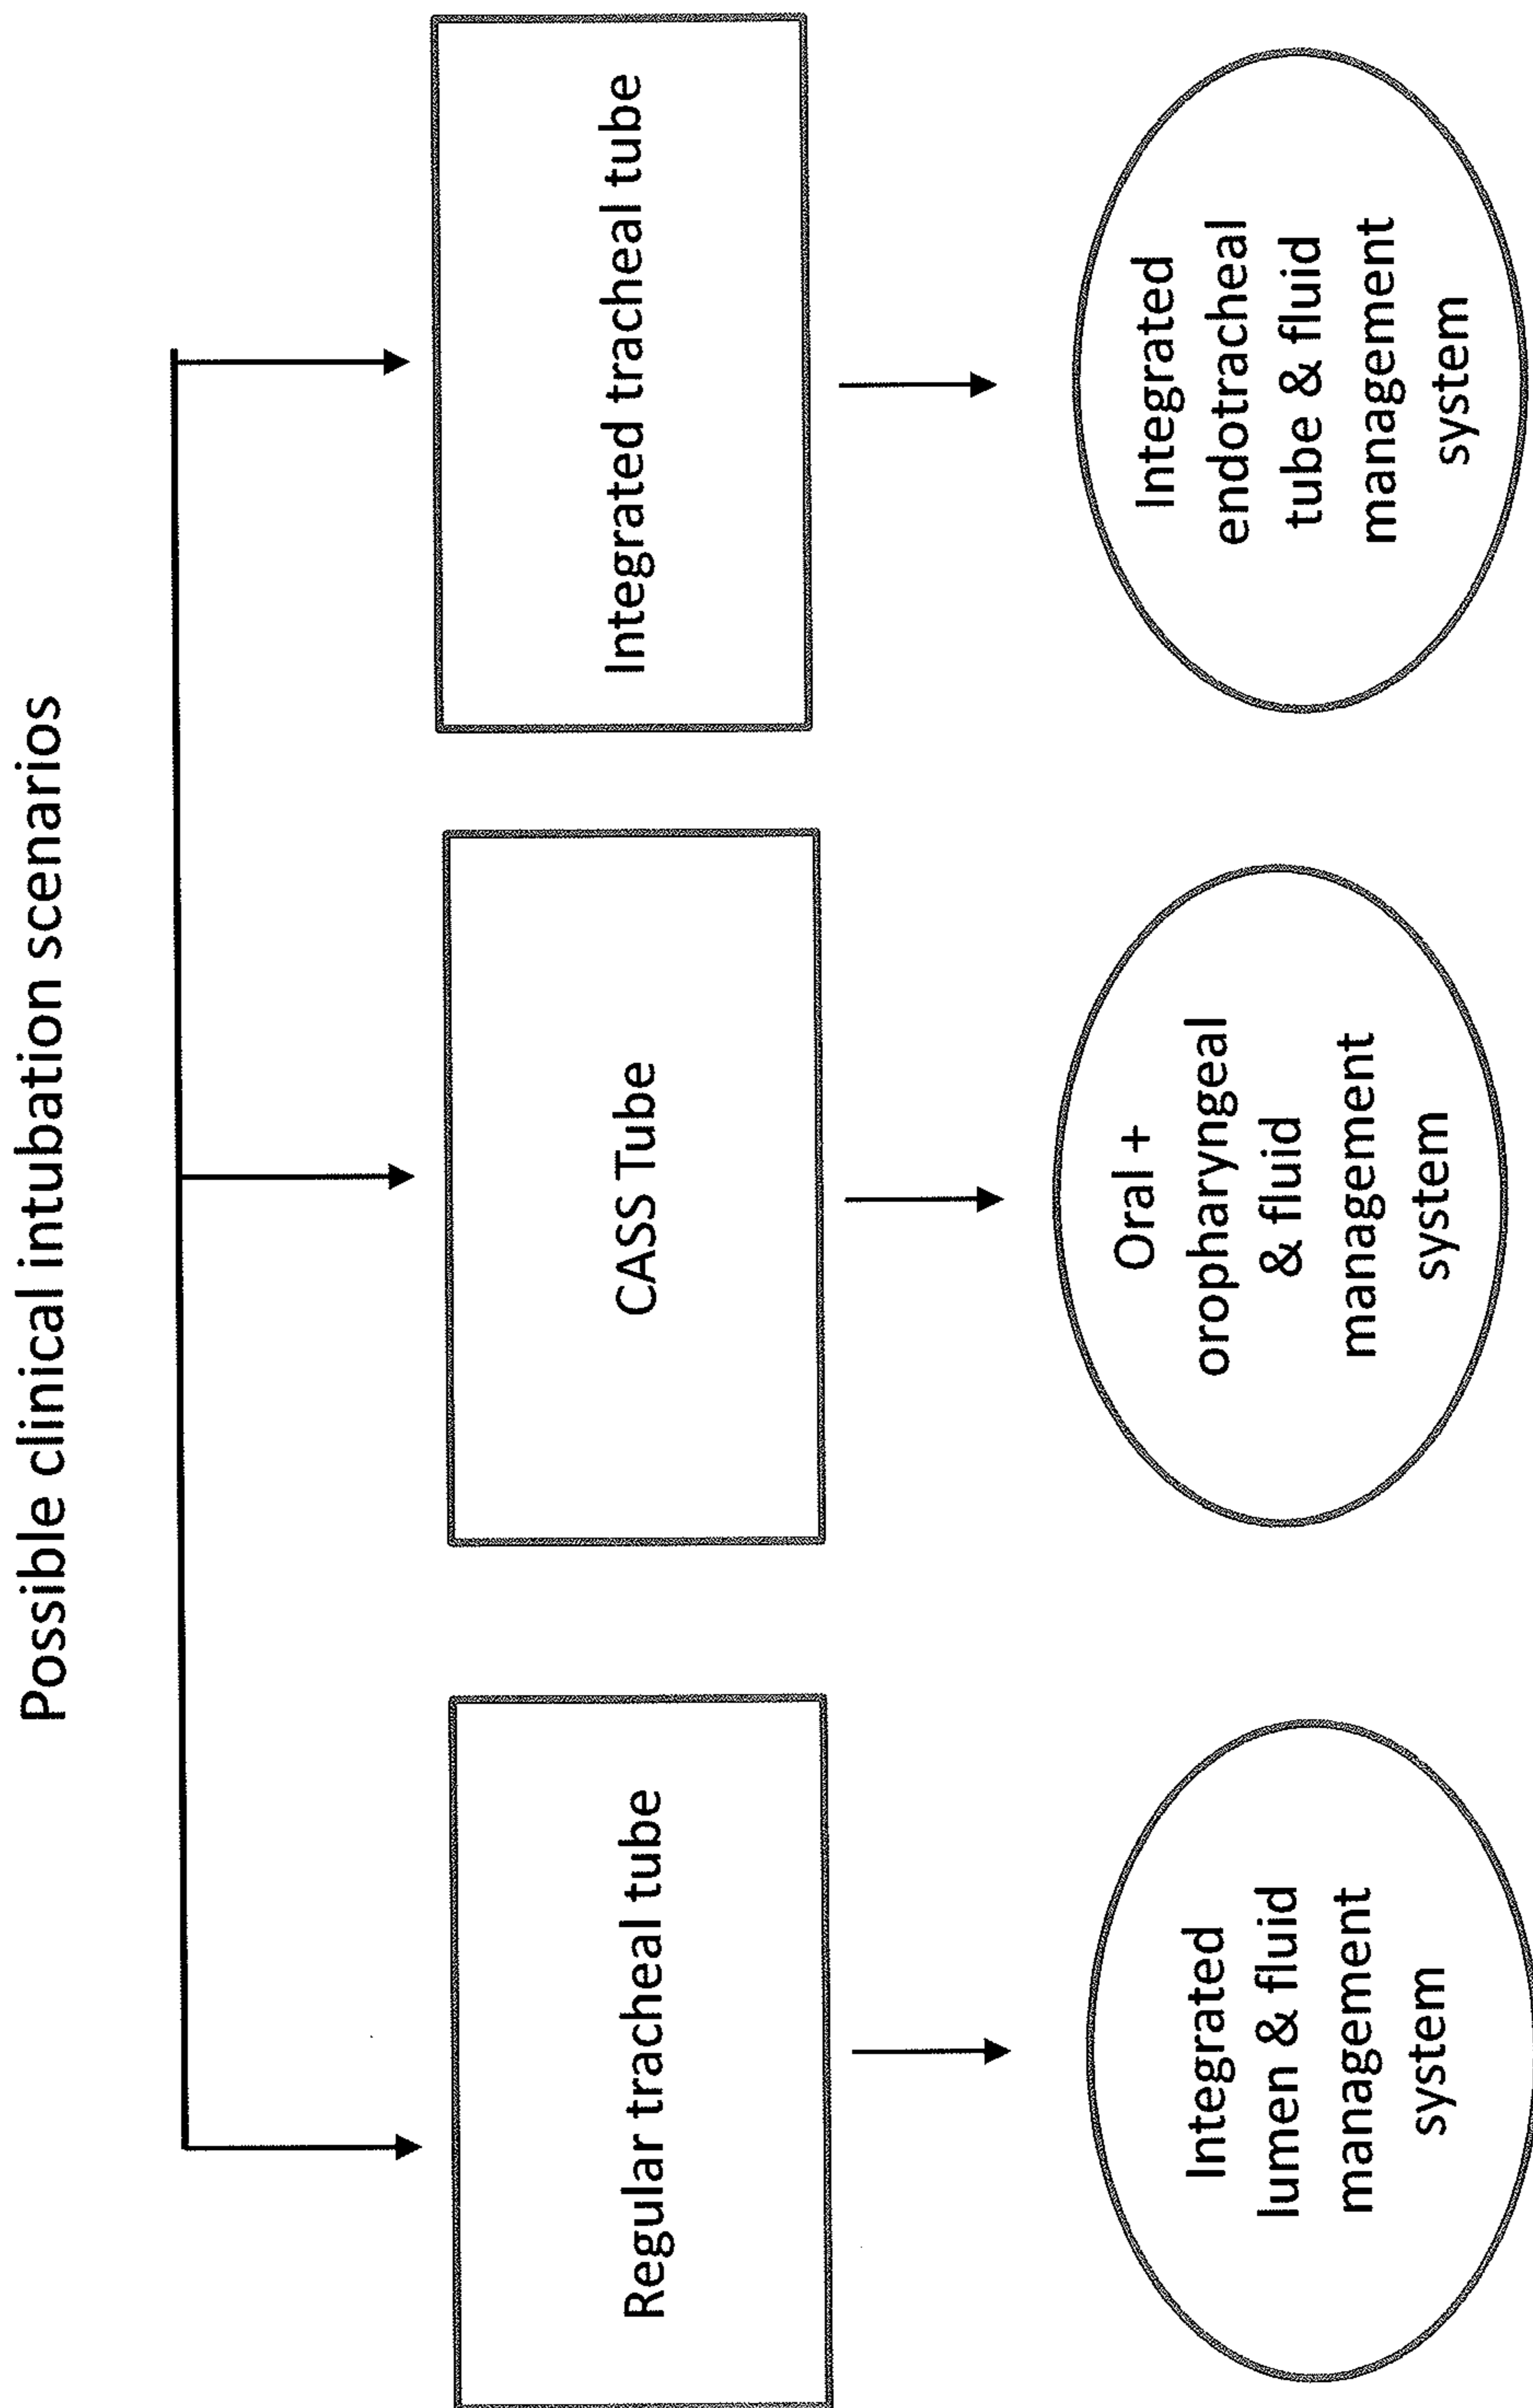 Possible clinical intubation scenarios
Regular tracheal tube
CASS Tube
Integrated tracheal tube
Integrated
lumen & fluid
management
system
Oral +
oropharyngeal
& fluid
management
system
Integrated
endotracheal
tube & fluid
management
system